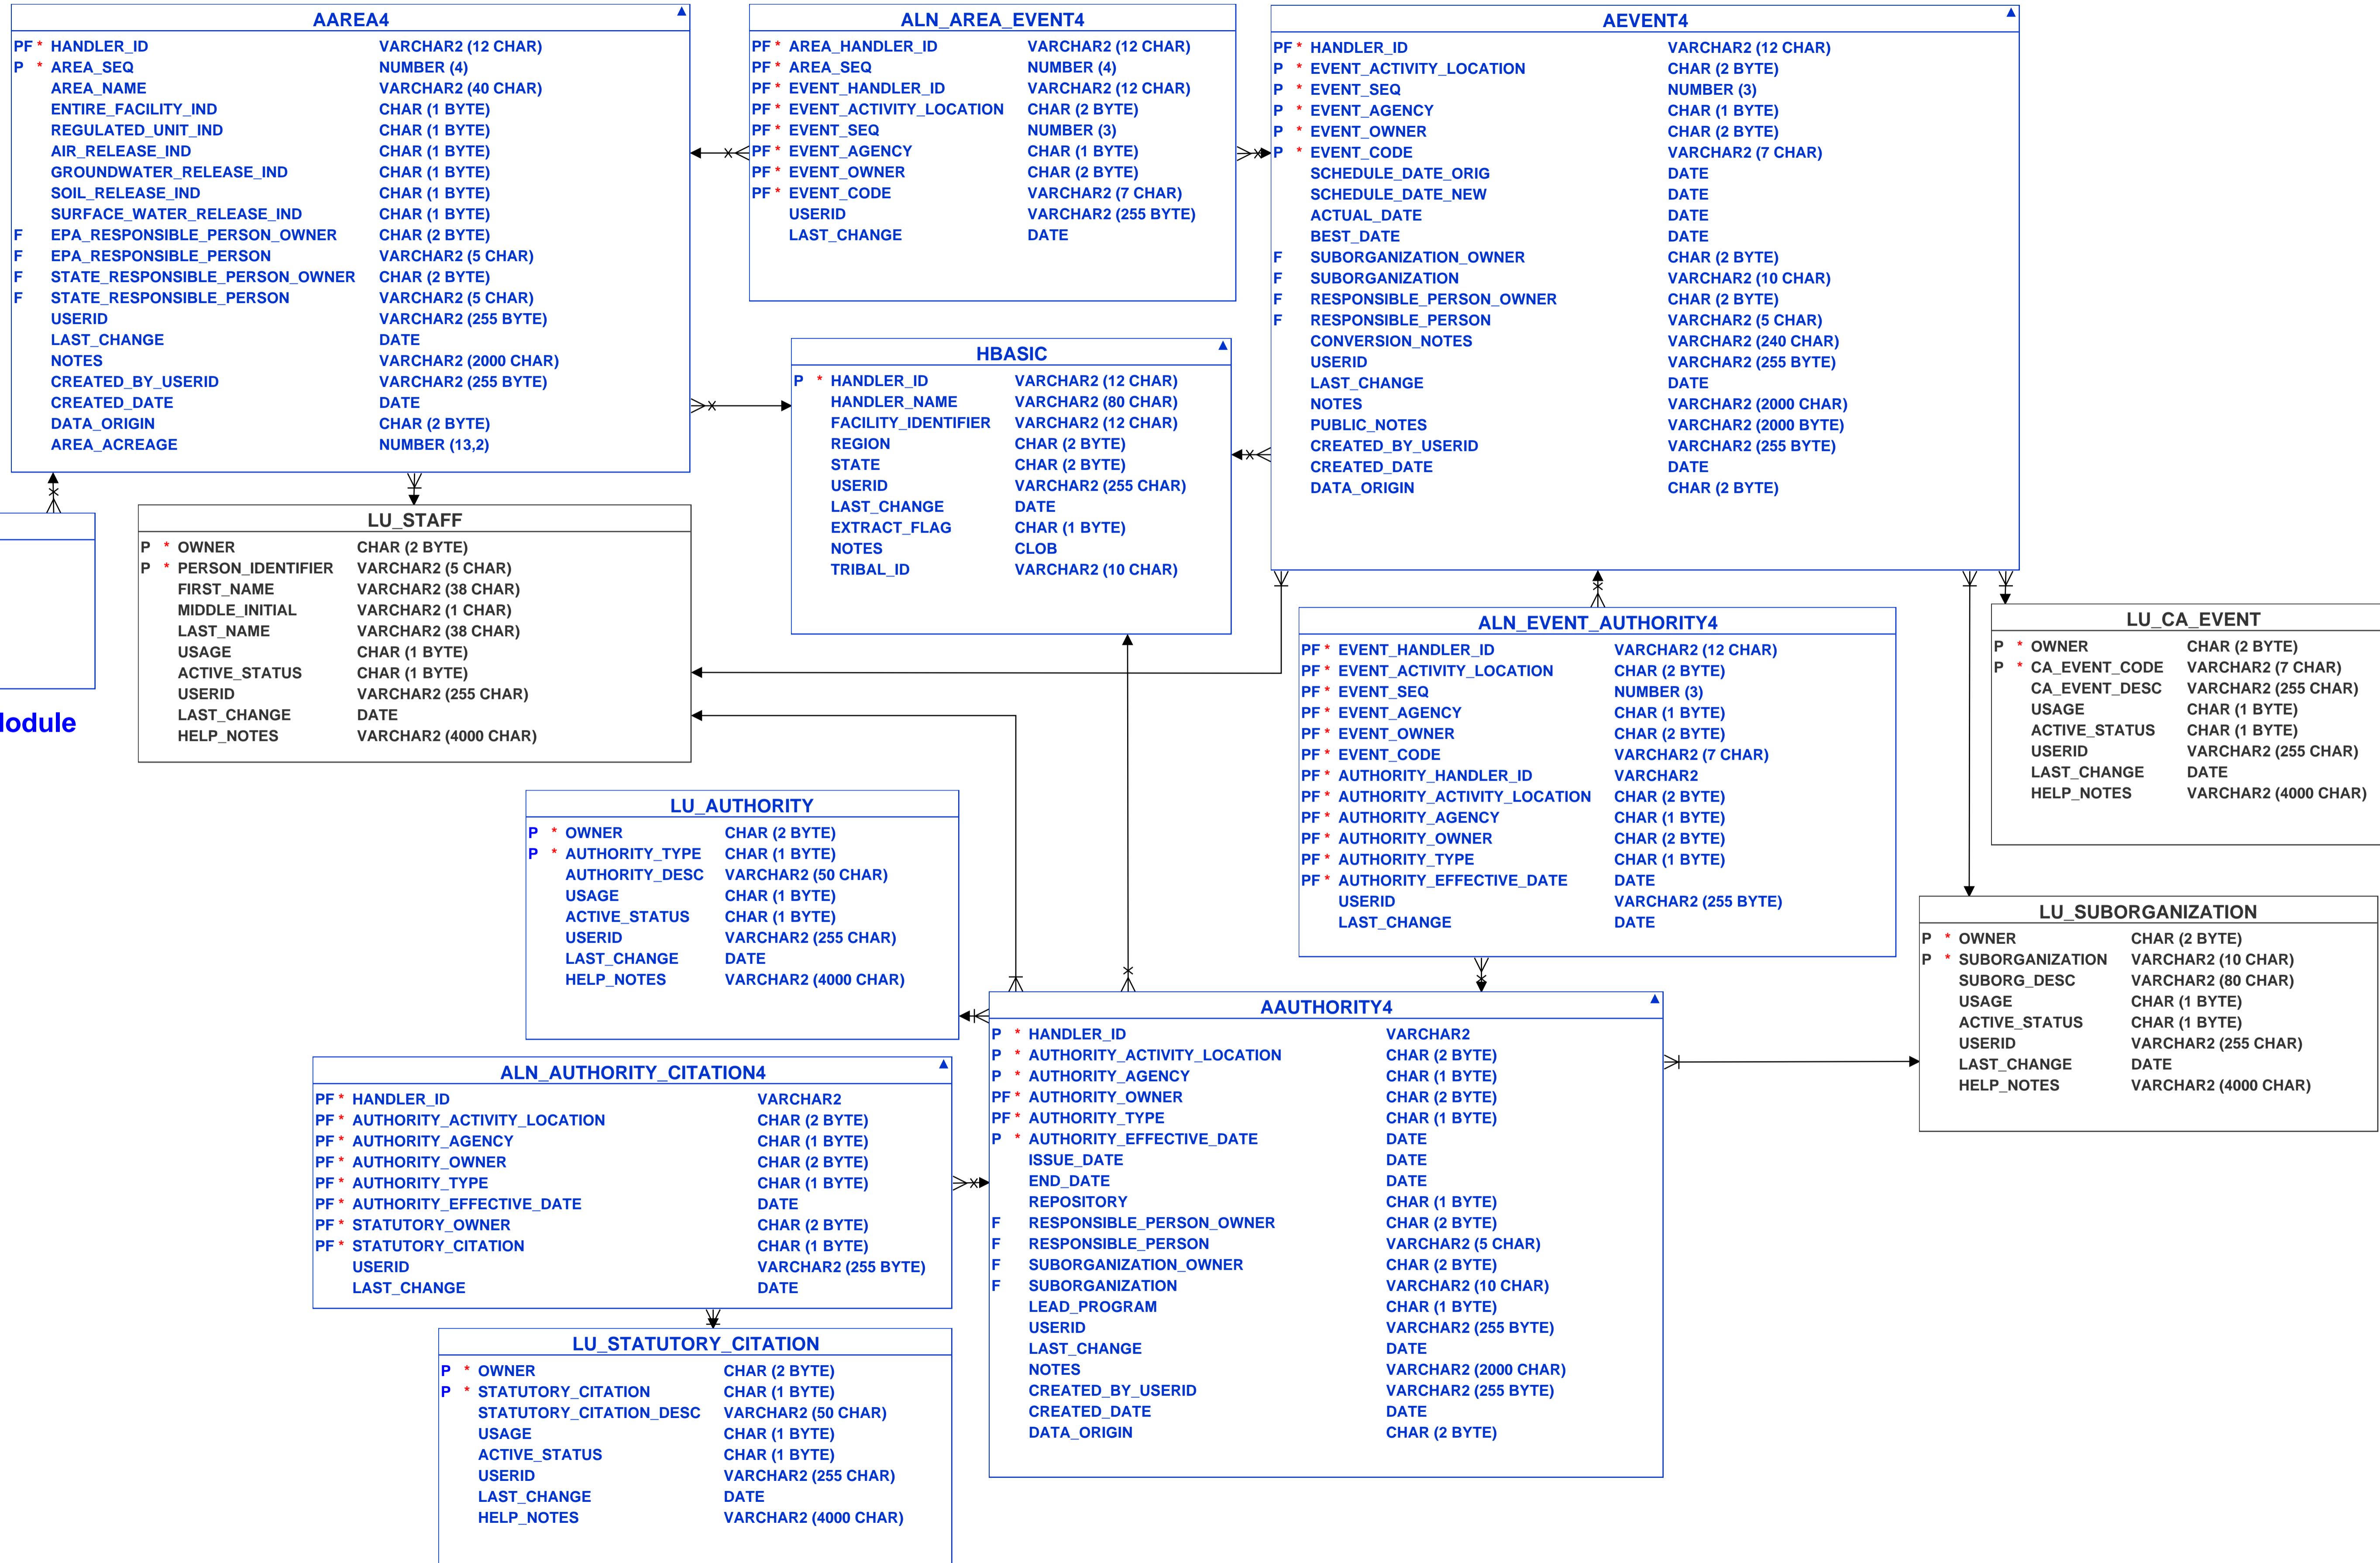 AAREA4
PF * HANDLER_ID VARCHAR2 (12 CHAR)
P * AREA_SEQ NUMBER (4)
AREA_NAME VARCHAR2 (40 CHAR)
ENTIRE_FACILITY_IND CHAR (1 BYTE)
REGULATED_UNIT_IND CHAR (1 BYTE)
AIR_RELEASE_IND CHAR (1 BYTE)
GROUNDWATER_RELEASE_IND CHAR (1 BYTE)
SOIL_RELEASE_IND CHAR (1 BYTE)
SURFACE_WATER_RELEASE_IND CHAR (1 BYTE)
F EPA_RESPONSIBLE_PERSON_OWNER CHAR (2 BYTE)
F EPA_RESPONSIBLE_PERSON VARCHAR2 (5 CHAR)
F STATE_RESPONSIBLE_PERSON_OWNER CHAR (2 BYTE)
F STATE_RESPONSIBLE_PERSON VARCHAR2 (5 CHAR)
USERID VARCHAR2 (255 BYTE)
LAST_CHANGE DATE
NOTES VARCHAR2 (2000 CHAR)
CREATED_BY_USERID VARCHAR2 (255 BYTE)
CREATED_DATE DATE
DATA_ORIGIN CHAR (2 BYTE)
AREA_ACREAGE NUMBER (13,2)
ALN_AREA_EVENT4
PF * AREA_HANDLER_ID VARCHAR2 (12 CHAR)
PF * AREA_SEQ NUMBER (4)
PF * EVENT_HANDLER_ID VARCHAR2 (12 CHAR)
PF * EVENT_ACTIVITY_LOCATION CHAR (2 BYTE)
PF * EVENT_SEQ NUMBER (3)
PF * EVENT_AGENCY CHAR (1 BYTE)
PF * EVENT_OWNER CHAR (2 BYTE)
PF * EVENT_CODE VARCHAR2 (7 CHAR)
USERID VARCHAR2 (255 BYTE)
LAST_CHANGE DATE
AEVENT4
PF * HANDLER_ID VARCHAR2 (12 CHAR)
P * EVENT_ACTIVITY_LOCATION CHAR (2 BYTE)
P * EVENT_SEQ NUMBER (3)
P * EVENT_AGENCY CHAR (1 BYTE)
P * EVENT_OWNER CHAR (2 BYTE)
P * EVENT_CODE VARCHAR2 (7 CHAR)
SCHEDULE_DATE_ORIG DATE
SCHEDULE_DATE_NEW DATE
ACTUAL_DATE DATE
BEST_DATE DATE
F SUBORGANIZATION_OWNER CHAR (2 BYTE)
F SUBORGANIZATION VARCHAR2 (10 CHAR)
F RESPONSIBLE_PERSON_OWNER CHAR (2 BYTE)
F RESPONSIBLE_PERSON VARCHAR2 (5 CHAR)
CONVERSION_NOTES VARCHAR2 (240 CHAR)
USERID VARCHAR2 (255 BYTE)
LAST_CHANGE DATE
NOTES VARCHAR2 (2000 CHAR)
PUBLIC_NOTES VARCHAR2 (2000 BYTE)
CREATED_BY_USERID VARCHAR2 (255 BYTE)
CREATED_DATE DATE
DATA_ORIGIN CHAR (2 BYTE)
HBASIC
P * HANDLER_ID VARCHAR2 (12 CHAR)
HANDLER_NAME VARCHAR2 (80 CHAR)
FACILITY_IDENTIFIER VARCHAR2 (12 CHAR)
REGION CHAR (2 BYTE)
STATE CHAR (2 BYTE)
USERID VARCHAR2 (255 CHAR)
LAST_CHANGE DATE
EXTRACT_FLAG CHAR (1 BYTE)
NOTES CLOB
TRIBAL_ID VARCHAR2 (10 CHAR)
LU_STAFF
P * OWNER CHAR (2 BYTE)
P * PERSON_IDENTIFIER VARCHAR2 (5 CHAR)
FIRST_NAME VARCHAR2 (38 CHAR)
MIDDLE_INITIAL VARCHAR2 (1 CHAR)
LAST_NAME VARCHAR2 (38 CHAR)
USAGE CHAR (1 BYTE)
ACTIVE_STATUS CHAR (1 BYTE)
USERID VARCHAR2 (255 CHAR)
LAST_CHANGE DATE
HELP_NOTES VARCHAR2 (4000 CHAR)
ALN_EVENT_AUTHORITY4
PF * EVENT_HANDLER_ID VARCHAR2 (12 CHAR)
PF * EVENT_ACTIVITY_LOCATION CHAR (2 BYTE)
PF * EVENT_SEQ NUMBER (3)
PF * EVENT_AGENCY CHAR (1 BYTE)
PF * EVENT_OWNER CHAR (2 BYTE)
PF * EVENT_CODE VARCHAR2 (7 CHAR)
PF * AUTHORITY_HANDLER_ID VARCHAR2
PF * AUTHORITY_ACTIVITY_LOCATION CHAR (2 BYTE)
PF * AUTHORITY_AGENCY CHAR (1 BYTE)
PF * AUTHORITY_OWNER CHAR (2 BYTE)
PF * AUTHORITY_TYPE CHAR (1 BYTE)
PF * AUTHORITY_EFFECTIVE_DATE DATE
USERID VARCHAR2 (255 BYTE)
LAST_CHANGE DATE
LU_CA_EVENT
P * OWNER CHAR (2 BYTE)
P * CA_EVENT_CODE VARCHAR2 (7 CHAR)
CA_EVENT_DESC VARCHAR2 (255 CHAR)
USAGE CHAR (1 BYTE)
ACTIVE_STATUS CHAR (1 BYTE)
USERID VARCHAR2 (255 CHAR)
LAST_CHANGE DATE
HELP_NOTES VARCHAR2 (4000 CHAR)
LU_AUTHORITY
P * OWNER CHAR (2 BYTE)
P * AUTHORITY_TYPE CHAR (1 BYTE)
AUTHORITY_DESC VARCHAR2 (50 CHAR)
USAGE CHAR (1 BYTE)
ACTIVE_STATUS CHAR (1 BYTE)
USERID VARCHAR2 (255 CHAR)
LAST_CHANGE DATE
HELP_NOTES VARCHAR2 (4000 CHAR)
LU_SUBORGANIZATION
P * OWNER CHAR (2 BYTE)
P * SUBORGANIZATION VARCHAR2 (10 CHAR)
SUBORG_DESC VARCHAR2 (80 CHAR)
USAGE CHAR (1 BYTE)
ACTIVE_STATUS CHAR (1 BYTE)
USERID VARCHAR2 (255 CHAR)
LAST_CHANGE DATE
HELP_NOTES VARCHAR2 (4000 CHAR)
AAUTHORITY4
P * HANDLER_ID VARCHAR2
P * AUTHORITY_ACTIVITY_LOCATION CHAR (2 BYTE)
P * AUTHORITY_AGENCY CHAR (1 BYTE)
PF * AUTHORITY_OWNER CHAR (2 BYTE)
PF * AUTHORITY_TYPE CHAR (1 BYTE)
P * AUTHORITY_EFFECTIVE_DATE DATE
ISSUE_DATE DATE
END_DATE DATE
REPOSITORY CHAR (1 BYTE)
F RESPONSIBLE_PERSON_OWNER CHAR (2 BYTE)
F RESPONSIBLE_PERSON VARCHAR2 (5 CHAR)
F SUBORGANIZATION_OWNER CHAR (2 BYTE)
F SUBORGANIZATION VARCHAR2 (10 CHAR)
LEAD_PROGRAM CHAR (1 BYTE)
USERID VARCHAR2 (255 BYTE)
LAST_CHANGE DATE
NOTES VARCHAR2 (2000 CHAR)
CREATED_BY_USERID VARCHAR2 (255 BYTE)
CREATED_DATE DATE
DATA_ORIGIN CHAR (2 BYTE)
ALN_AUTHORITY_CITATION4
PF * HANDLER_ID VARCHAR2
PF * AUTHORITY_ACTIVITY_LOCATION CHAR (2 BYTE)
PF * AUTHORITY_AGENCY CHAR (1 BYTE)
PF * AUTHORITY_OWNER CHAR (2 BYTE)
PF * AUTHORITY_TYPE CHAR (1 BYTE)
PF * AUTHORITY_EFFECTIVE_DATE DATE
PF * STATUTORY_OWNER CHAR (2 BYTE)
PF * STATUTORY_CITATION CHAR (1 BYTE)
USERID VARCHAR2 (255 BYTE)
LAST_CHANGE DATE
LU_STATUTORY_CITATION
P * OWNER CHAR (2 BYTE)
P * STATUTORY_CITATION CHAR (1 BYTE)
STATUTORY_CITATION_DESC VARCHAR2 (50 CHAR)
USAGE CHAR (1 BYTE)
ACTIVE_STATUS CHAR (1 BYTE)
USERID VARCHAR2 (255 CHAR)
LAST_CHANGE DATE
HELP_NOTES VARCHAR2 (4000 CHAR)